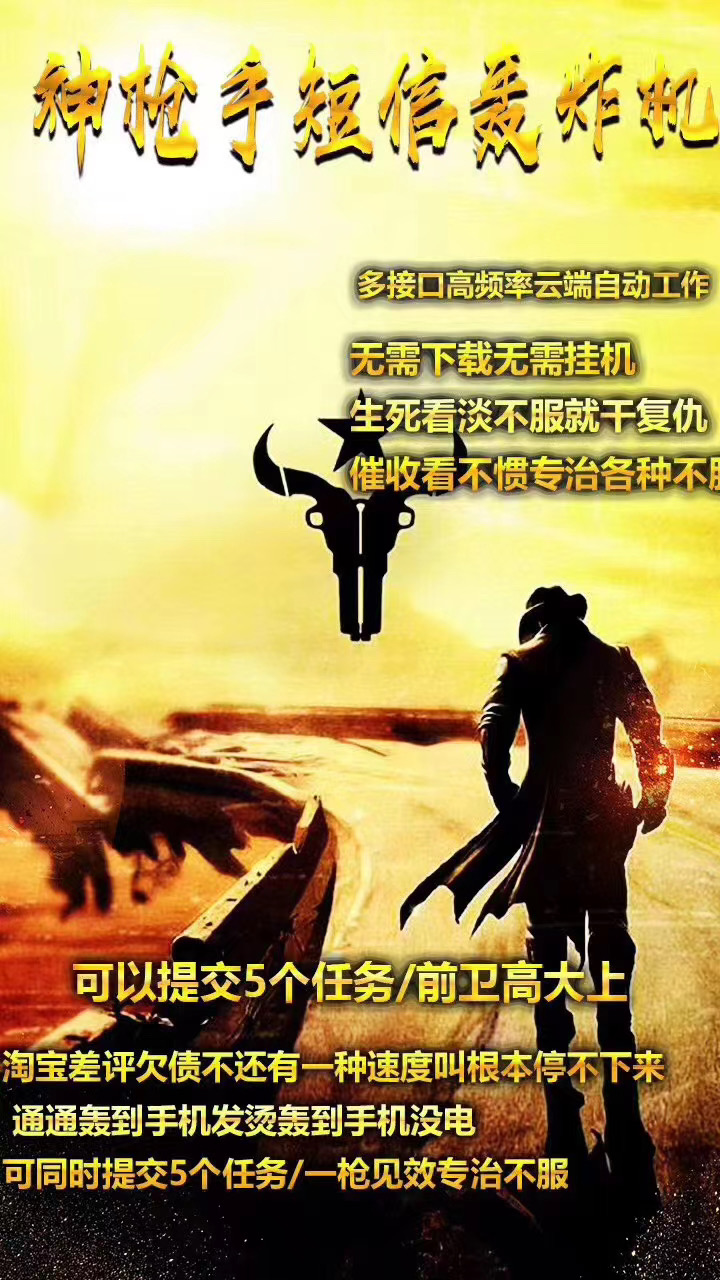 神枪手短信轰炸机
多接口高频率云端自动工作
无需下载无需挂机
生死看淡不服就干复仇
催收看不惯专治各种不服
可以提交5个任务/前卫高大上
淘宝差评欠债不还有一种速度叫根本停不下来
通通轰到手机发烫轰到手机没电
可同时提交5个任务/一枪见效专治不服